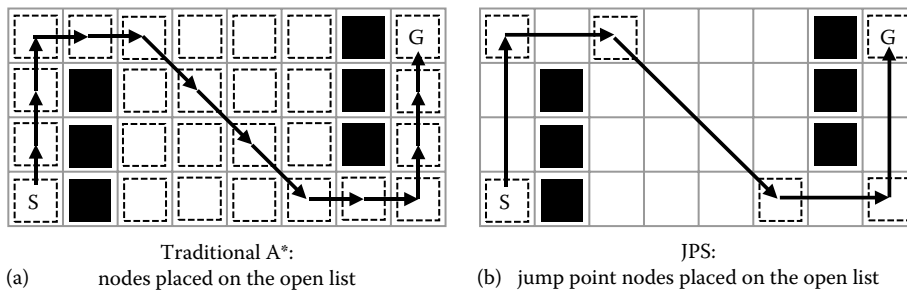 G
S
G
S
Traditional A*:
(a) nodes placed on the open list
JPS:
(b) jump point nodes placed on the open list